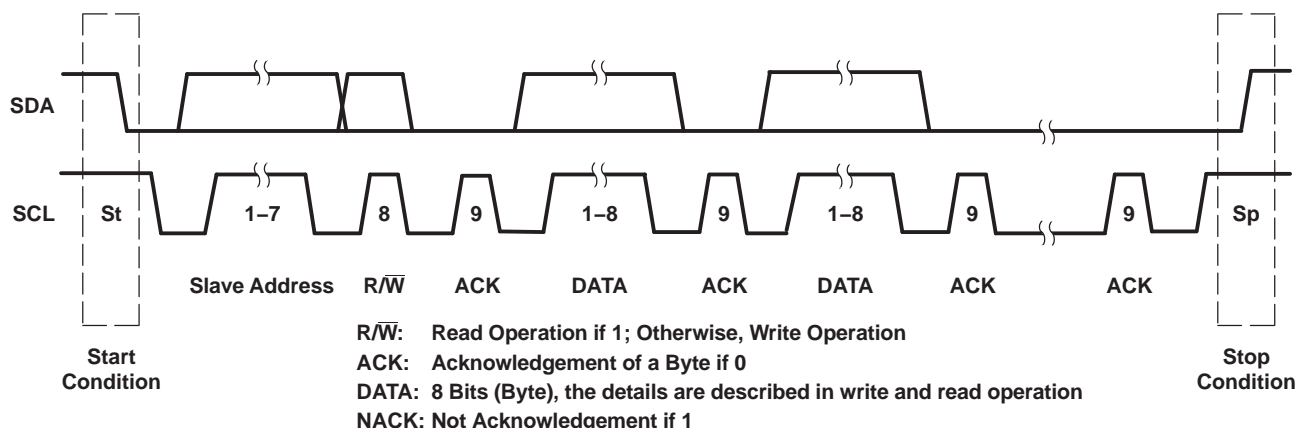 SDA
SCL St 1–7 8 9 1–8 9 1–8 9 9 Sp
Slave Address R/W̅ ACK DATA ACK DATA ACK ACK
Start
Condition
R/W̅: Read Operation if 1; Otherwise, Write Operation
ACK: Acknowledgement of a Byte if 0
DATA: 8 Bits (Byte), the details are described in write and read operation
NACK: Not Acknowledgement if 1
Stop
Condition